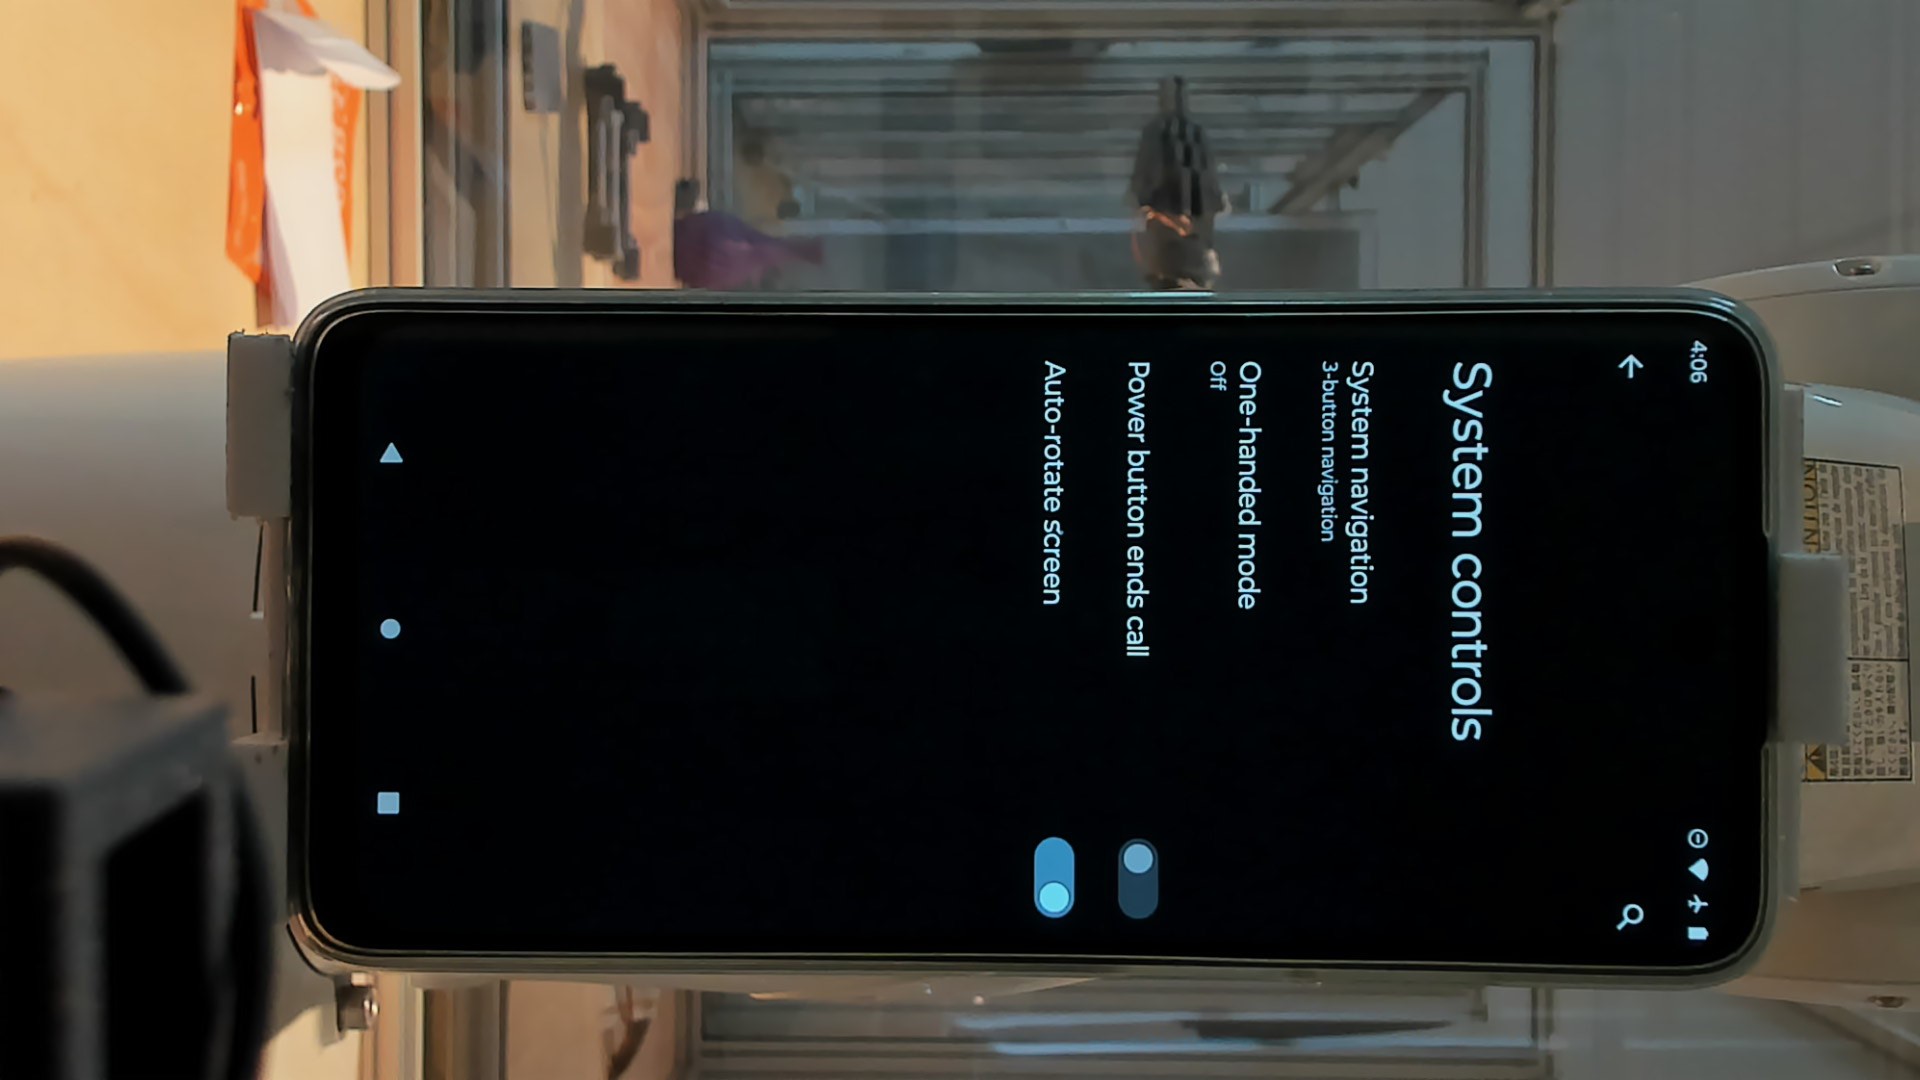 4:06
System controls
System navigation
3-button navigation
One-handed mode
Off
Power button ends call
Auto-rotate screen